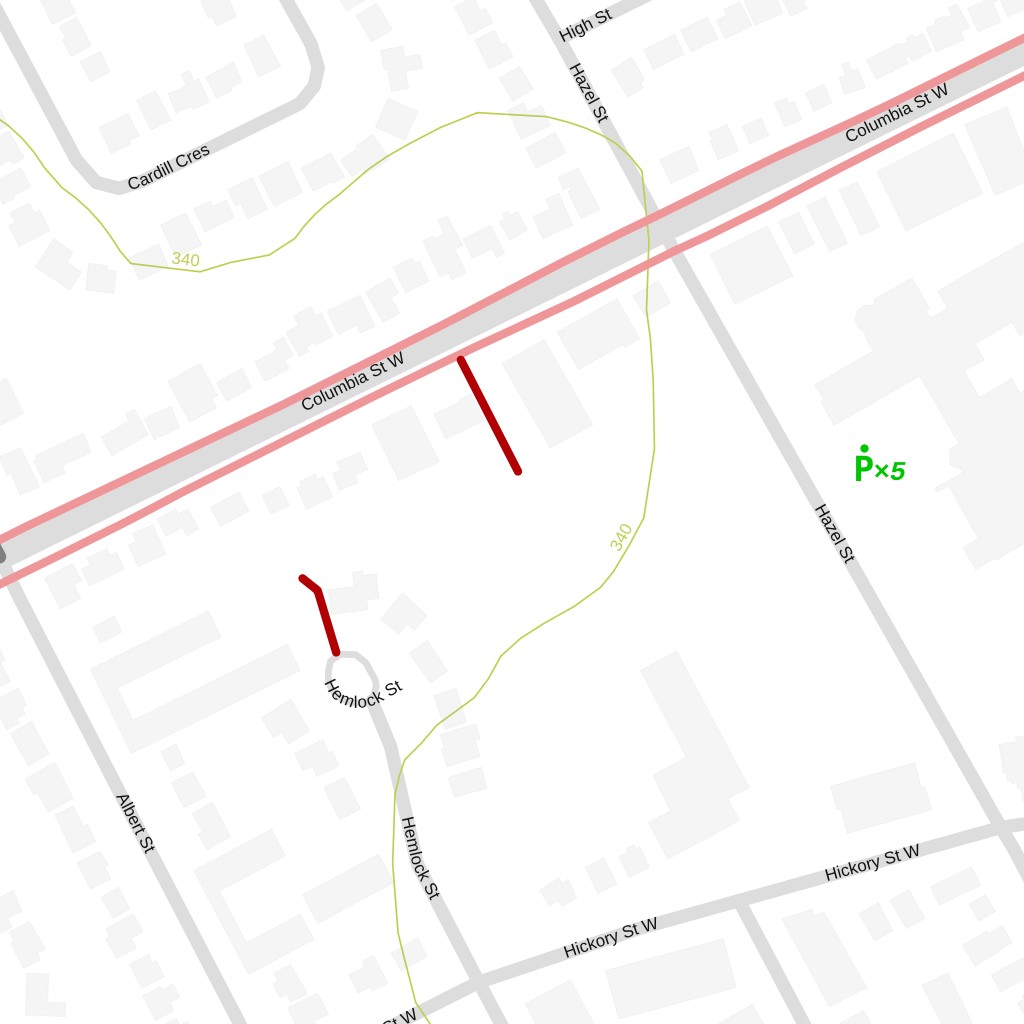 High St
Hazel St
Columbia St W
Cardill Cres
340
Columbia St W
P×5
Hazel St
340
Hemlock St
Albert St
Hemlock St
Hickory St W
Hickory St W
St W